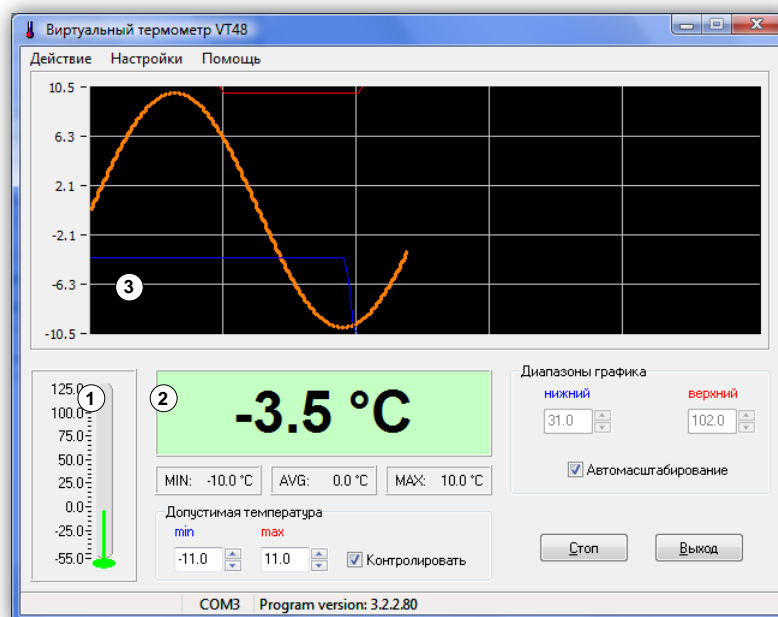 Виртуальный термометр VT48
Действие Настройки Помощь
10.5
6.3
2.1
-2.1
-6.3
-10.5
3
125.0
100.0
75.0
50.0
25.0
0.0
-25.0
-55.0
1
2
-3.5 °C
MIN: -10.0 °C AVG: 0.0 °C MAX: 10.0 °C
Допустимая температура
min max
-11.0 11.0 Контролировать
Диапазоны графика
нижний верхний
31.0 102.0
Автомасштабирование
Стоп Выход
COM3 Program version: 3.2.2.80